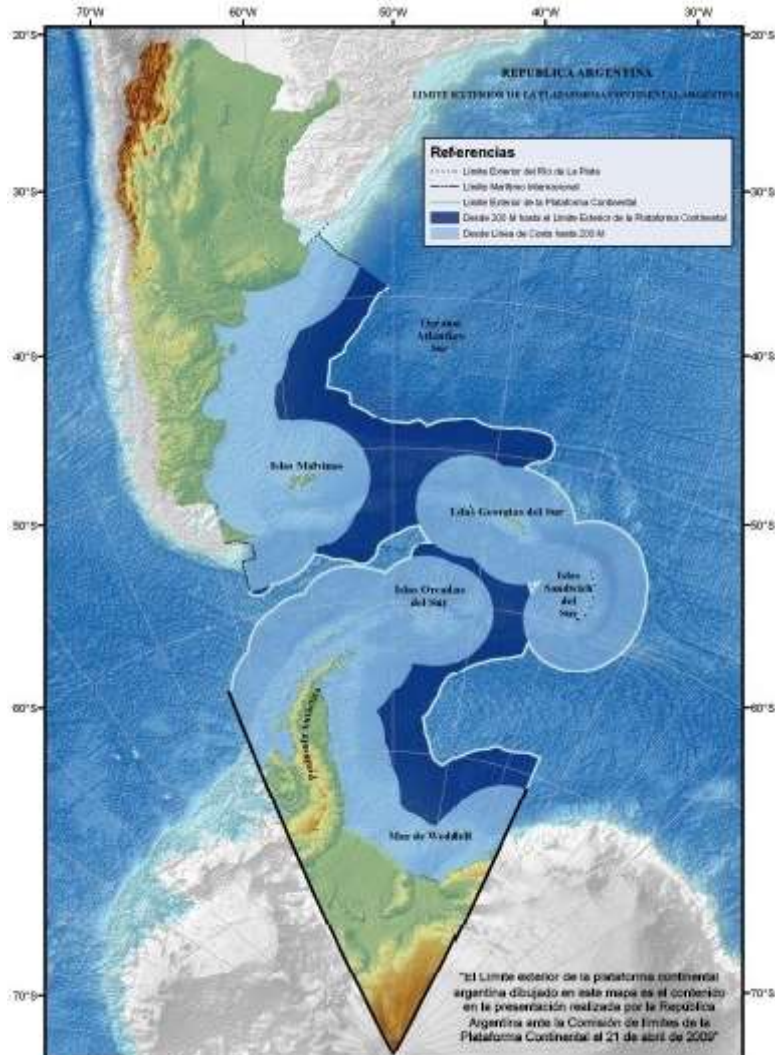 70°W 60°W 50°W 40°W 30°W
20°S 20°S
REPUBLICA ARGENTINA
LIMITE EXTERIOR DE LA PLATAFORMA CONTINENTAL ARGENTINA
Referencias
Límite Exterior del Río de La Plata
Límite Marítimo Internacional
Límite Exterior de la Plataforma Continental
Desde 200 M hasta el Límite Exterior de la Plataforma Continental
Desde Línea de Costa hasta 200 M
30°S 30°S
Océano
Atlántico
Sur
40°S 40°S
Islas Malvinas
Islas Georgias del Sur
50°S 50°S
Islas Orcadas
del Sur
Islas
Sandwich
del
Sur
60°S 60°S
Península Antártica
Mar de Weddell
70°S 70°S
"El Límite exterior de la plataforma continental
argentina dibujado en este mapa es el contenido
en la presentación realizada por la República
Argentina ante la Comisión de límites de la
Plataforma Continental el 21 de abril de 2009"
70°W 60°W 50°W 40°W 30°W